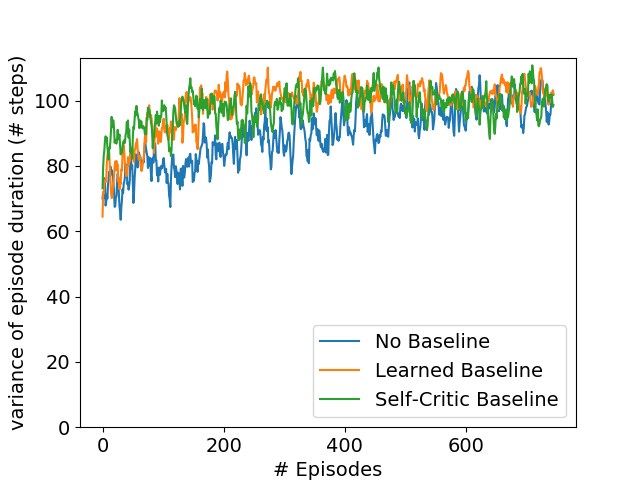 variance of episode duration (# steps)
100
80
60
40
20
0
0
200
400
600
# Episodes
No Baseline
Learned Baseline
Self-Critic Baseline